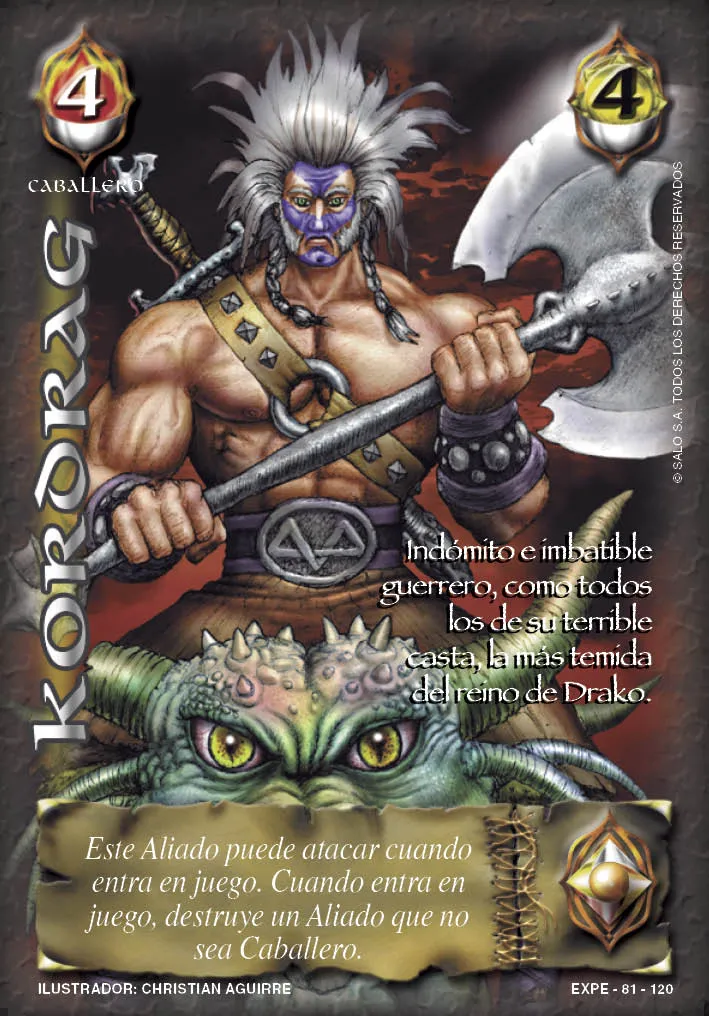 4
4
CABALLERO
KORDRAG
© SALO S.A. TODOS LOS DERECHOS RESERVADOS
Indómito e imbatible
guerrero, como todos
los de su terrible
casta, la más temida
del reino de Drako.
Este Aliado puede atacar cuando
entra en juego. Cuando entra en
juego, destruye un Aliado que no
sea Caballero.
ILUSTRADOR: CHRISTIAN AGUIRRE
EXPE - 81 - 120